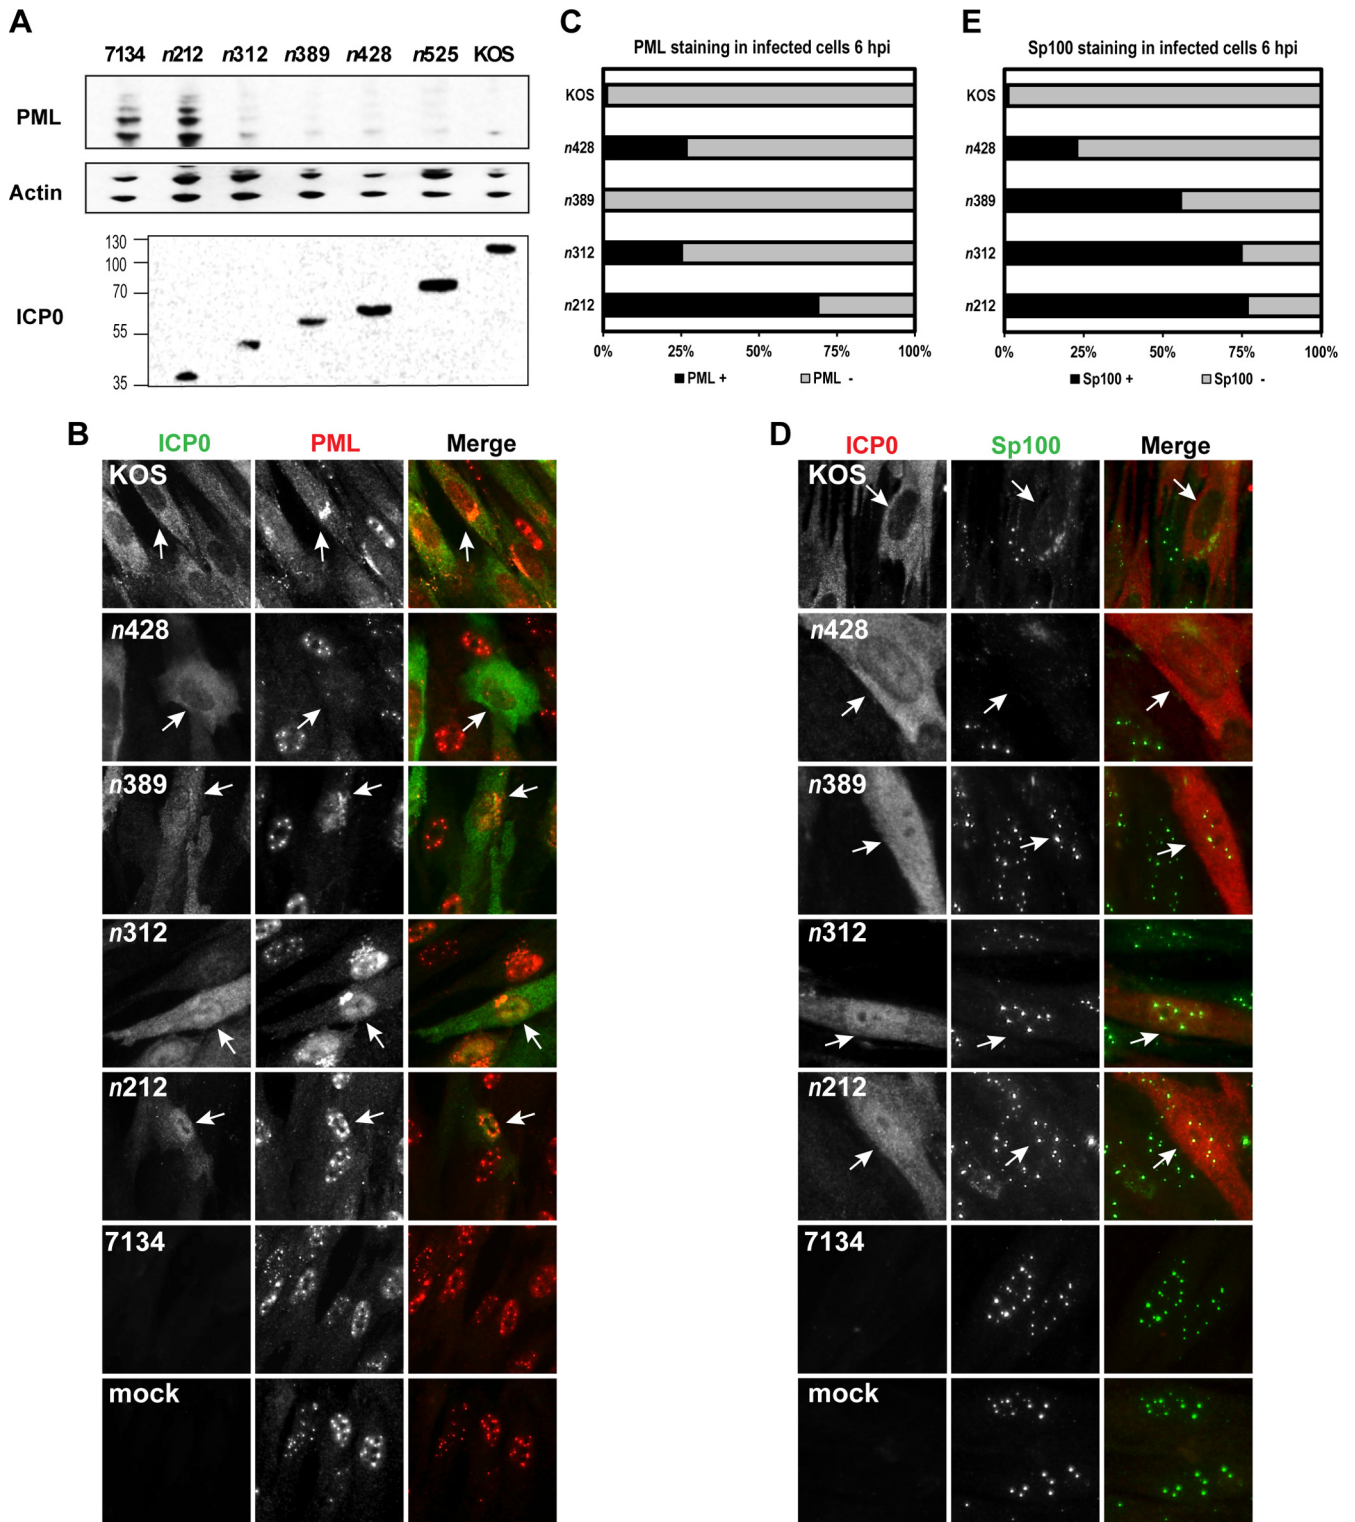 A
7134 n212 n312 n389 n428 n525 KOS
PML
Actin
ICP0
130
100
70
55
35
C
PML staining in infected cells 6 hpi
KOS
n428
n389
n312
n212
0% 25% 50% 75% 100%
PML + PML -
E
Sp100 staining in infected cells 6 hpi
KOS
n428
n389
n312
n212
0% 25% 50% 75% 100%
Sp100 + Sp100 -
B
ICP0 PML Merge
KOS
n428
n389
n312
n212
7134
mock
D
ICP0 Sp100 Merge
KOS
n428
n389
n312
n212
7134
mock